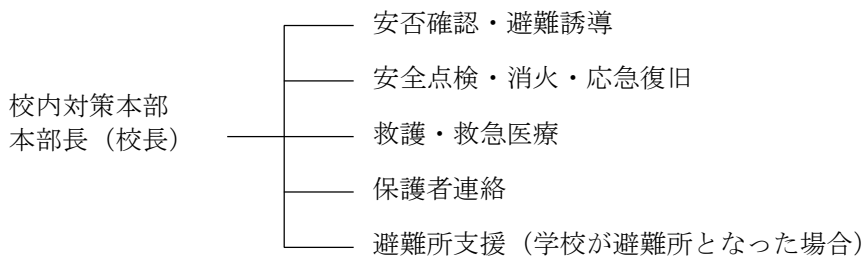 安否確認・避難誘導
安全点検・消火・応急復旧
校内対策本部
本部長（校長）
救護・救急医療
保護者連絡
避難所支援（学校が避難所となった場合）